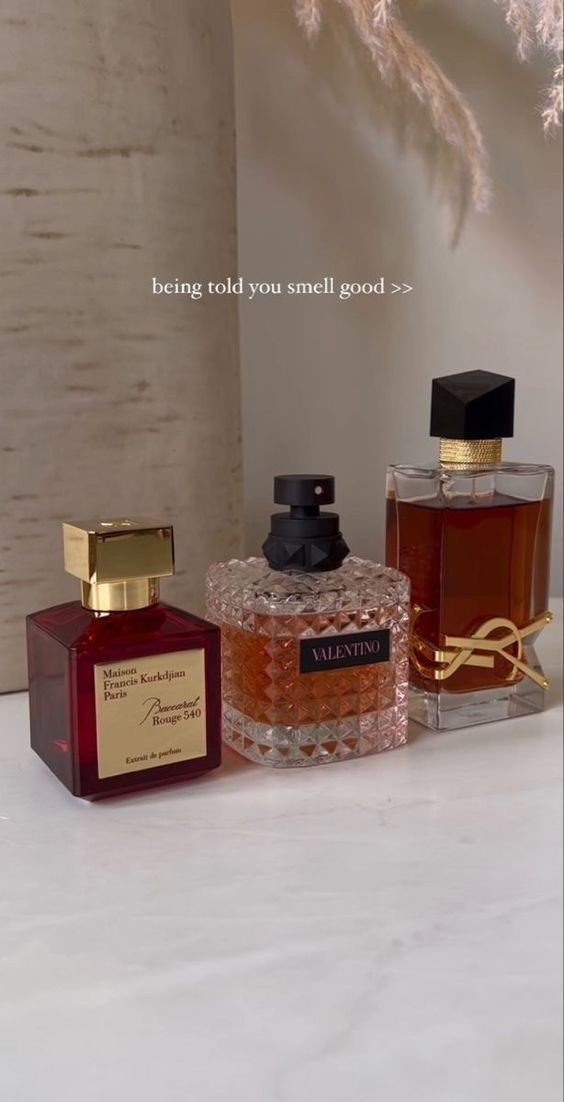 being told you smell good >>
VALENTINO
Maison
Francis Kurkdjian
Paris
Baccarat
Rouge 540
Extrait de parfum